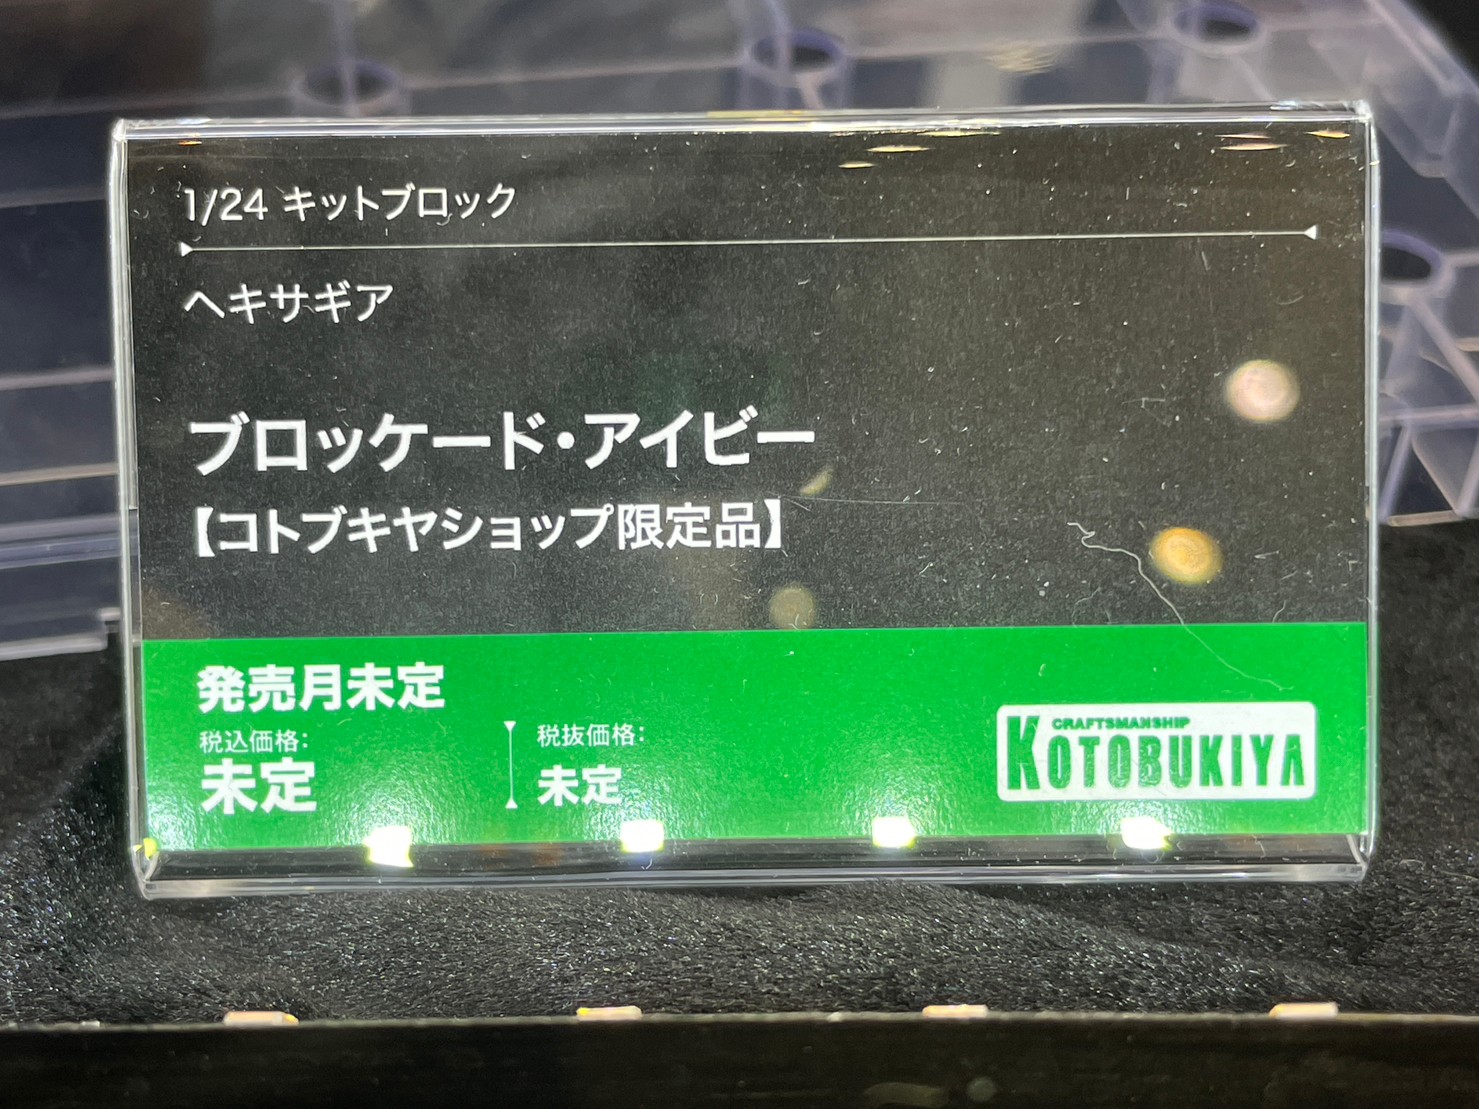 1/24 キットブロック
ヘキサギア
ブロッケード・アイビー
【コトブキヤショップ限定品】
発売月未定
税込価格:
未定
税抜価格:
未定
CRAFTSMANSHIP
KOTOBUKIYA